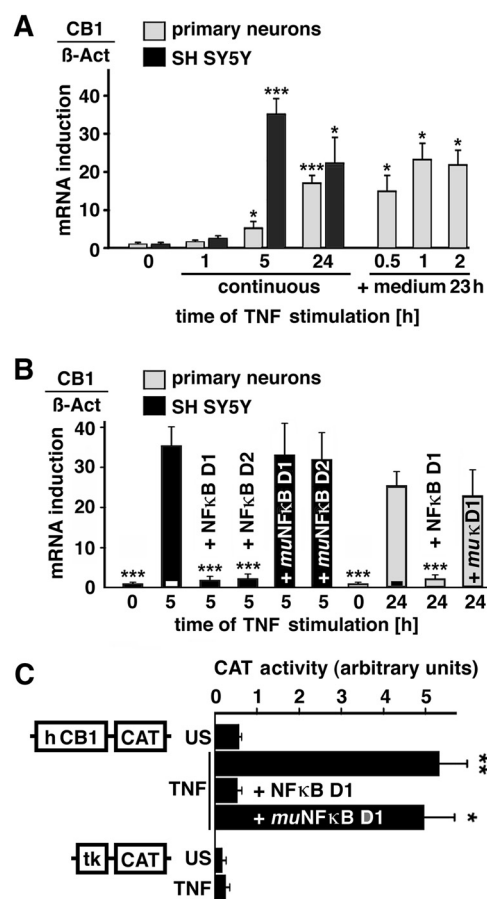 A
CB1
ß-Act
primary neurons
SH SY5Y
mRNA induction
40
30
20
10
0
* *** *** * * * *
0 1 5 24 0.5 1 2
continuous + medium 23 h
time of TNF stimulation [h]
B
CB1
ß-Act
primary neurons
SH SY5Y
mRNA induction
40
30
20
10
0
*** *** *** *** ***
+ NFκB D1
+ NFκB D2
+ muNFκB D1
+ muNFκB D2
+ NFκB D1
+ muκD1
0 5 5 5 5 5 0 24 24 24
time of TNF stimulation [h]
C
CAT activity (arbitrary units)
0 1 2 3 4 5
h CB1 CAT US
**
TNF + NFκB D1
+ muNFκB D1 *
tk CAT US
TNF